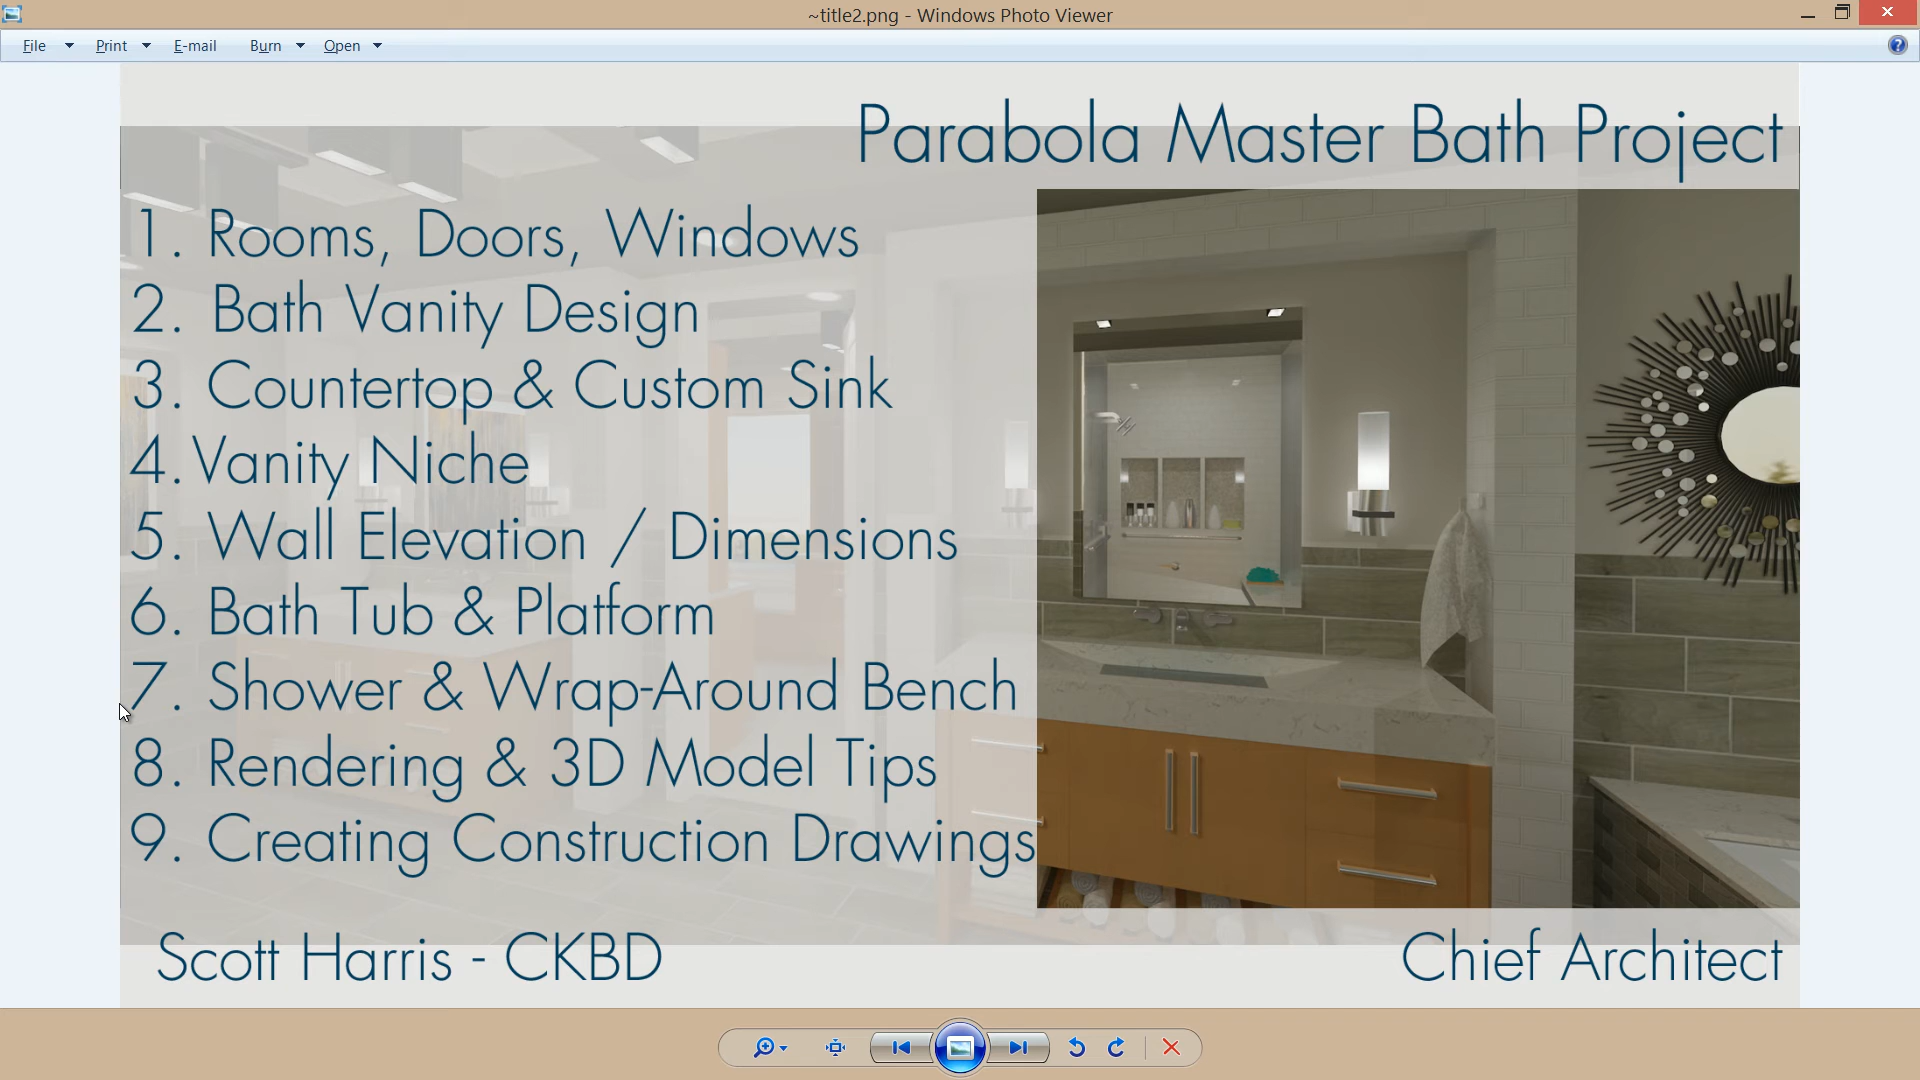 ~title2.png - Windows Photo Viewer
File Print E-mail Burn Open
Parabola Master Bath Project
1. Rooms, Doors, Windows
2. Bath Vanity Design
3. Countertop & Custom Sink
4. Vanity Niche
5. Wall Elevation / Dimensions
6. Bath Tub & Platform
7. Shower & Wrap-Around Bench
8. Rendering & 3D Model Tips
9. Creating Construction Drawings
Scott Harris - CKBD
Chief Architect